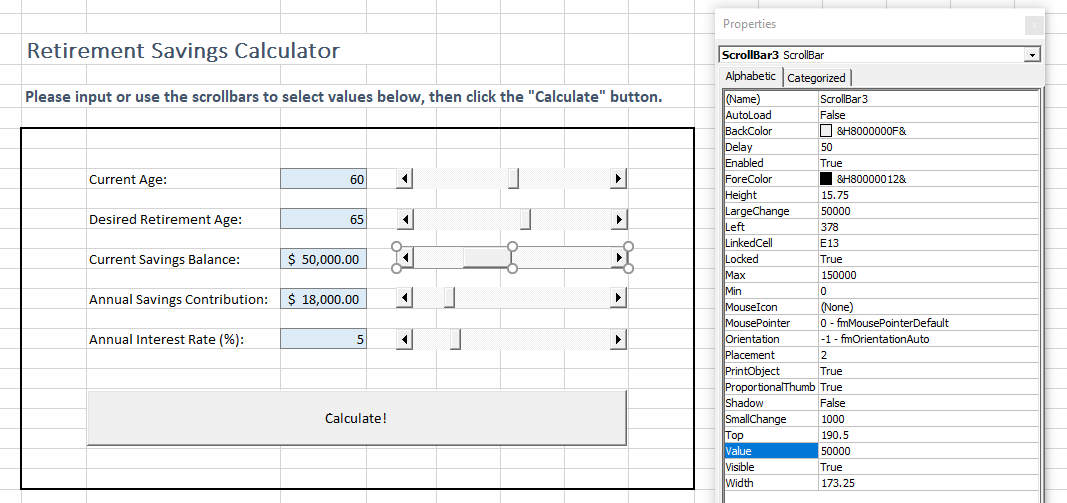 Retirement Savings Calculator
Please input or use the scrollbars to select values below, then click the "Calculate" button.
Current Age: 60
Desired Retirement Age: 65
Current Savings Balance: $ 50,000.00
Annual Savings Contribution: $ 18,000.00
Annual Interest Rate (%): 5
Calculate!
Properties
ScrollBar3 ScrollBar
Alphabetic Categorized
(Name) ScrollBar3
AutoLoad False
BackColor &H8000000F&
Delay 50
Enabled True
ForeColor &H80000012&
Height 15.75
LargeChange 50000
Left 378
LinkedCell E13
Locked True
Max 150000
Min 0
MouseIcon (None)
MousePointer 0 - fmMousePointerDefault
Orientation -1 - fmOrientationAuto
Placement 2
PrintObject True
ProportionalThumb True
Shadow False
SmallChange 1000
Top 190.5
Value 50000
Visible True
Width 173.25